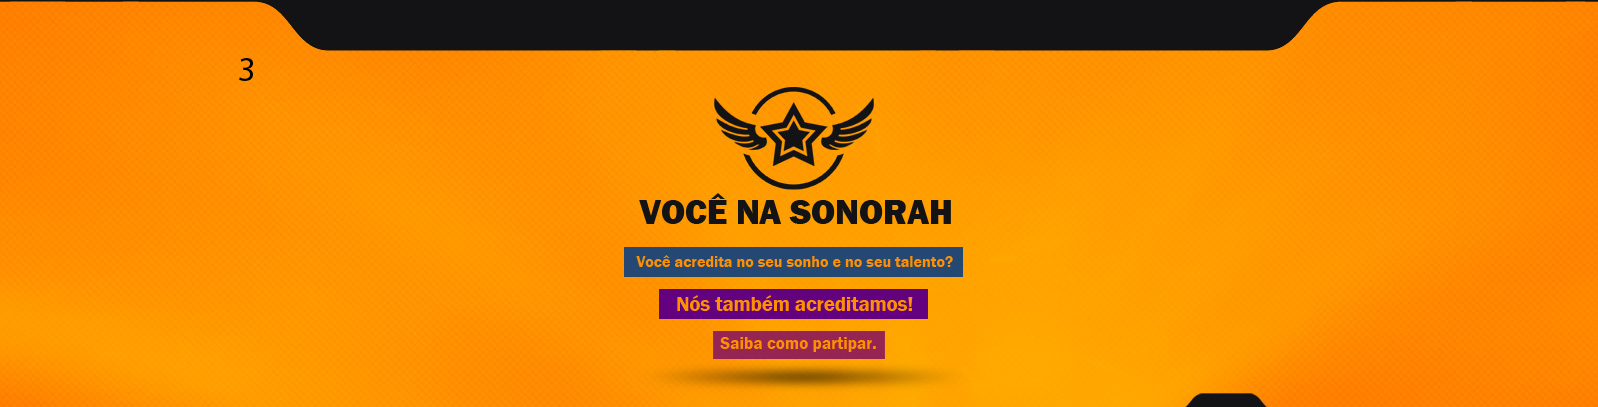 3
VOCÊ NA SONORAH
Você acredita no seu sonho e no seu talento?
Nós também acreditamos!
Saiba como partipar.